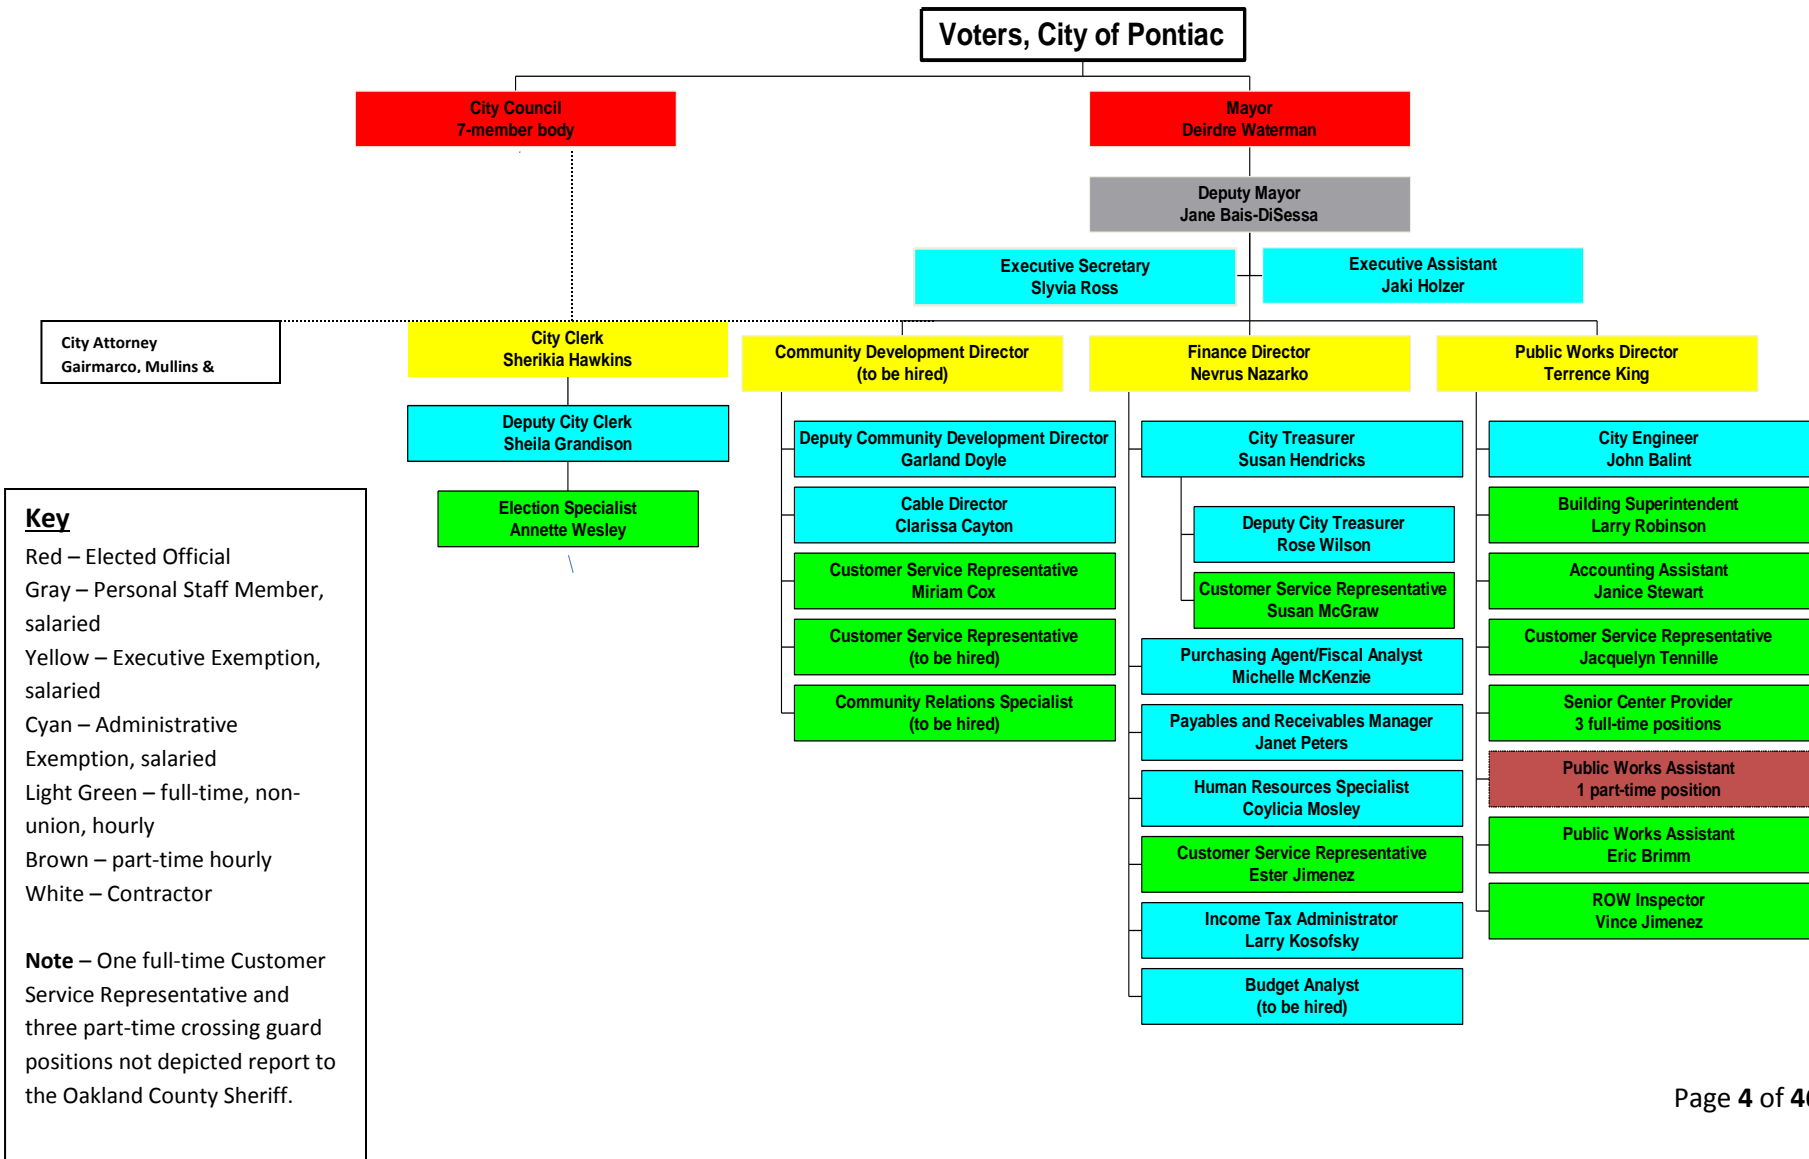 Voters, City of Pontiac
City Council
7-member body
Mayor
Deirdre Waterman
Deputy Mayor
Jane Bais-DiSessa
Executive Secretary
Slyvia Ross
Executive Assistant
Jaki Holzer
City Attorney
Gairmarco, Mullins &
City Clerk
Sherikia Hawkins
Deputy City Clerk
Sheila Grandison
Election Specialist
Annette Wesley
Community Development Director
(to be hired)
Deputy Community Development Director
Garland Doyle
Cable Director
Clarissa Cayton
Customer Service Representative
Miriam Cox
Customer Service Representative
(to be hired)
Community Relations Specialist
(to be hired)
Finance Director
Nevrus Nazarko
City Treasurer
Susan Hendricks
Deputy City Treasurer
Rose Wilson
Customer Service Representative
Susan McGraw
Purchasing Agent/Fiscal Analyst
Michelle McKenzie
Payables and Receivables Manager
Janet Peters
Human Resources Specialist
Coylicia Mosley
Customer Service Representative
Ester Jimenez
Income Tax Administrator
Larry Kosofsky
Budget Analyst
(to be hired)
Public Works Director
Terrence King
City Engineer
John Balint
Building Superintendent
Larry Robinson
Accounting Assistant
Janice Stewart
Customer Service Representative
Jacquelyn Tennille
Senior Center Provider
3 full-time positions
Public Works Assistant
1 part-time position
Public Works Assistant
Eric Brimm
ROW Inspector
Vince Jimenez
Key
Red – Elected Official
Gray – Personal Staff Member,
salaried
Yellow – Executive Exemption,
salaried
Cyan – Administrative
Exemption, salaried
Light Green – full-time, non-
union, hourly
Brown – part-time hourly
White – Contractor
Note – One full-time Customer
Service Representative and
three part-time crossing guard
positions not depicted report to
the Oakland County Sheriff.
Page 4 of